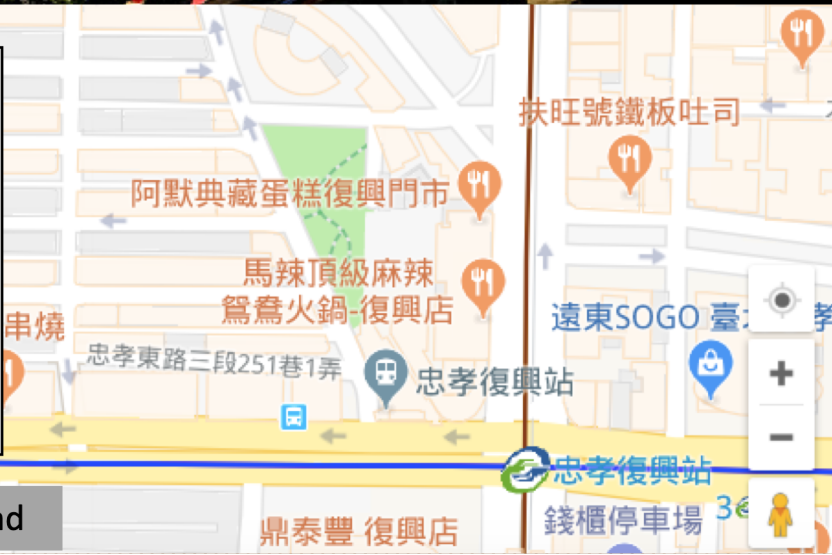 扶旺號鐵板吐司
阿默典藏蛋糕復興門市
馬辣頂級麻辣
鴛鴦火鍋-復興店
串燒
遠東SOGO 臺
孝
忠孝東路三段251巷1弄
忠孝復興站
忠孝復興站
3
錢櫃停車場
鼎泰豐 復興店
nd